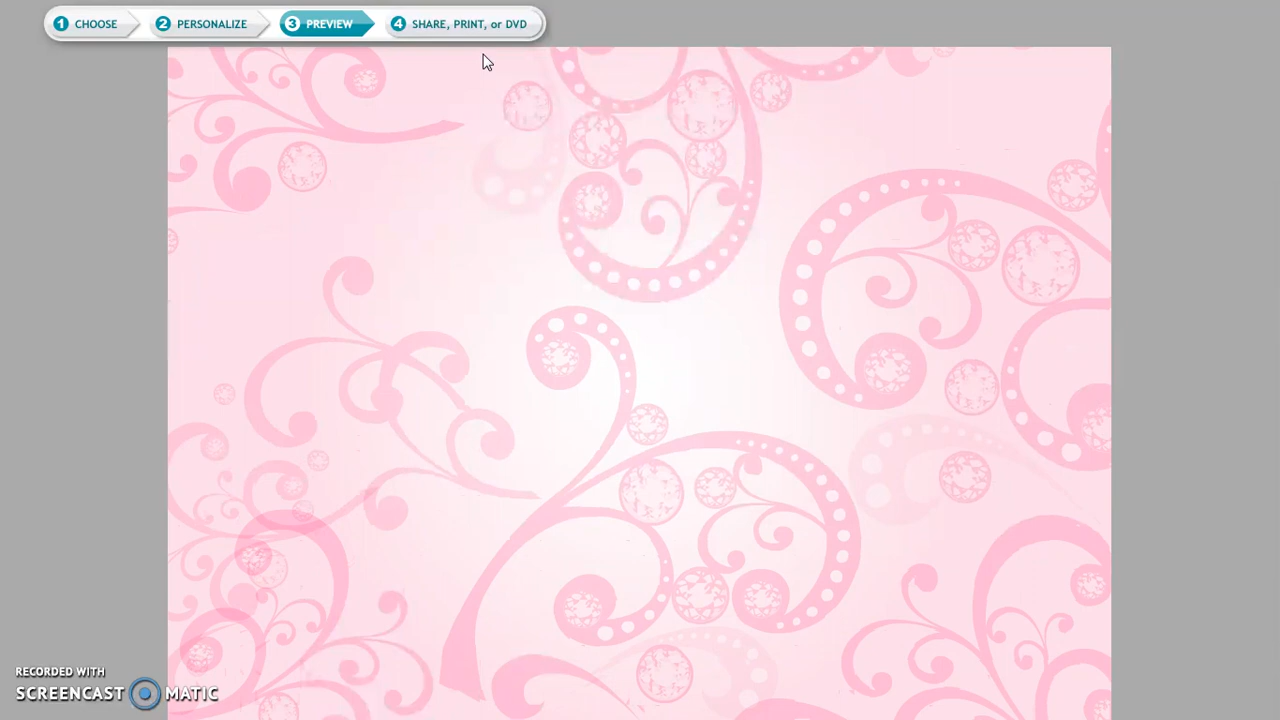 1 CHOOSE 2 PERSONALIZE 3 PREVIEW 4 SHARE, PRINT, or DVD
RECORDED WITH
SCREENCAST MATIC